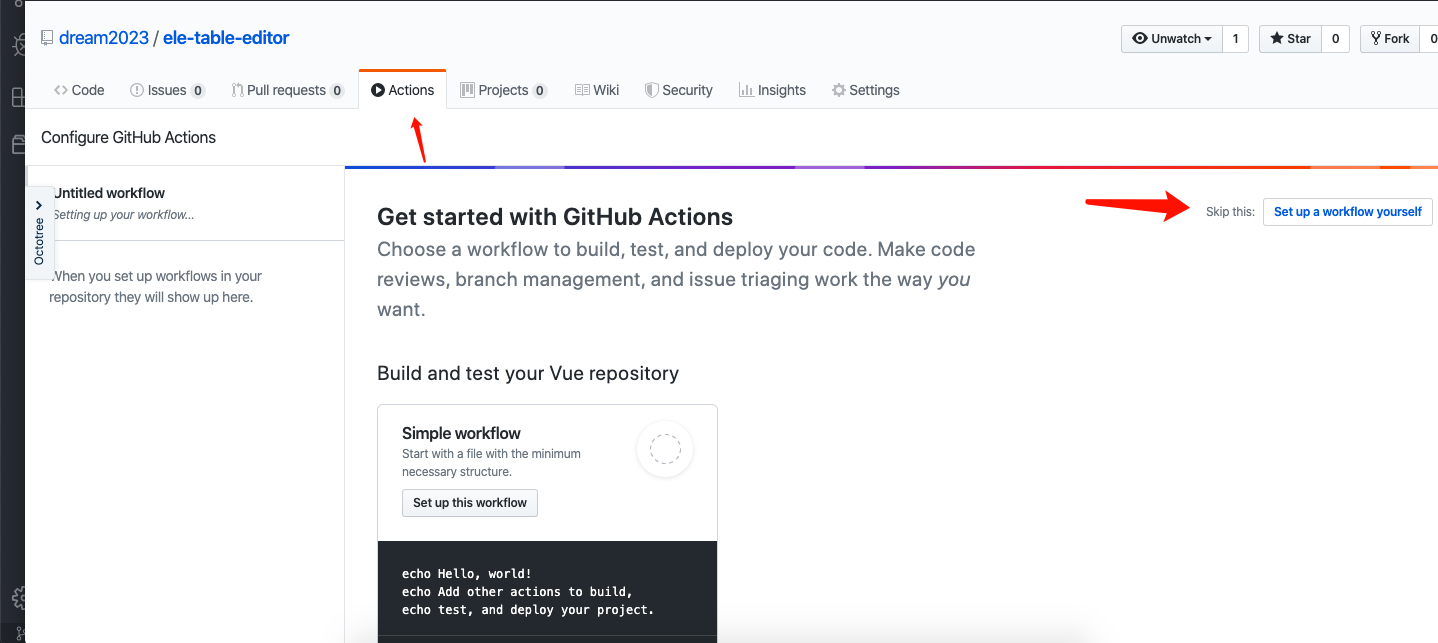 dream2023 / ele-table-editor
Unwatch 1 Star 0 Fork 0
Code Issues 0 Pull requests 0 Actions Projects 0 Wiki Security Insights Settings
Configure GitHub Actions
Untitled workflow
Setting up your workflow...
Octotree
When you set up workflows in your
repository they will show up here.
Get started with GitHub Actions
Skip this: Set up a workflow yourself
Choose a workflow to build, test, and deploy your code. Make code
reviews, branch management, and issue triaging work the way you
want.
Build and test your Vue repository
Simple workflow
Start with a file with the minimum
necessary structure.
Set up this workflow
echo Hello, world!
echo Add other actions to build,
echo test, and deploy your project.